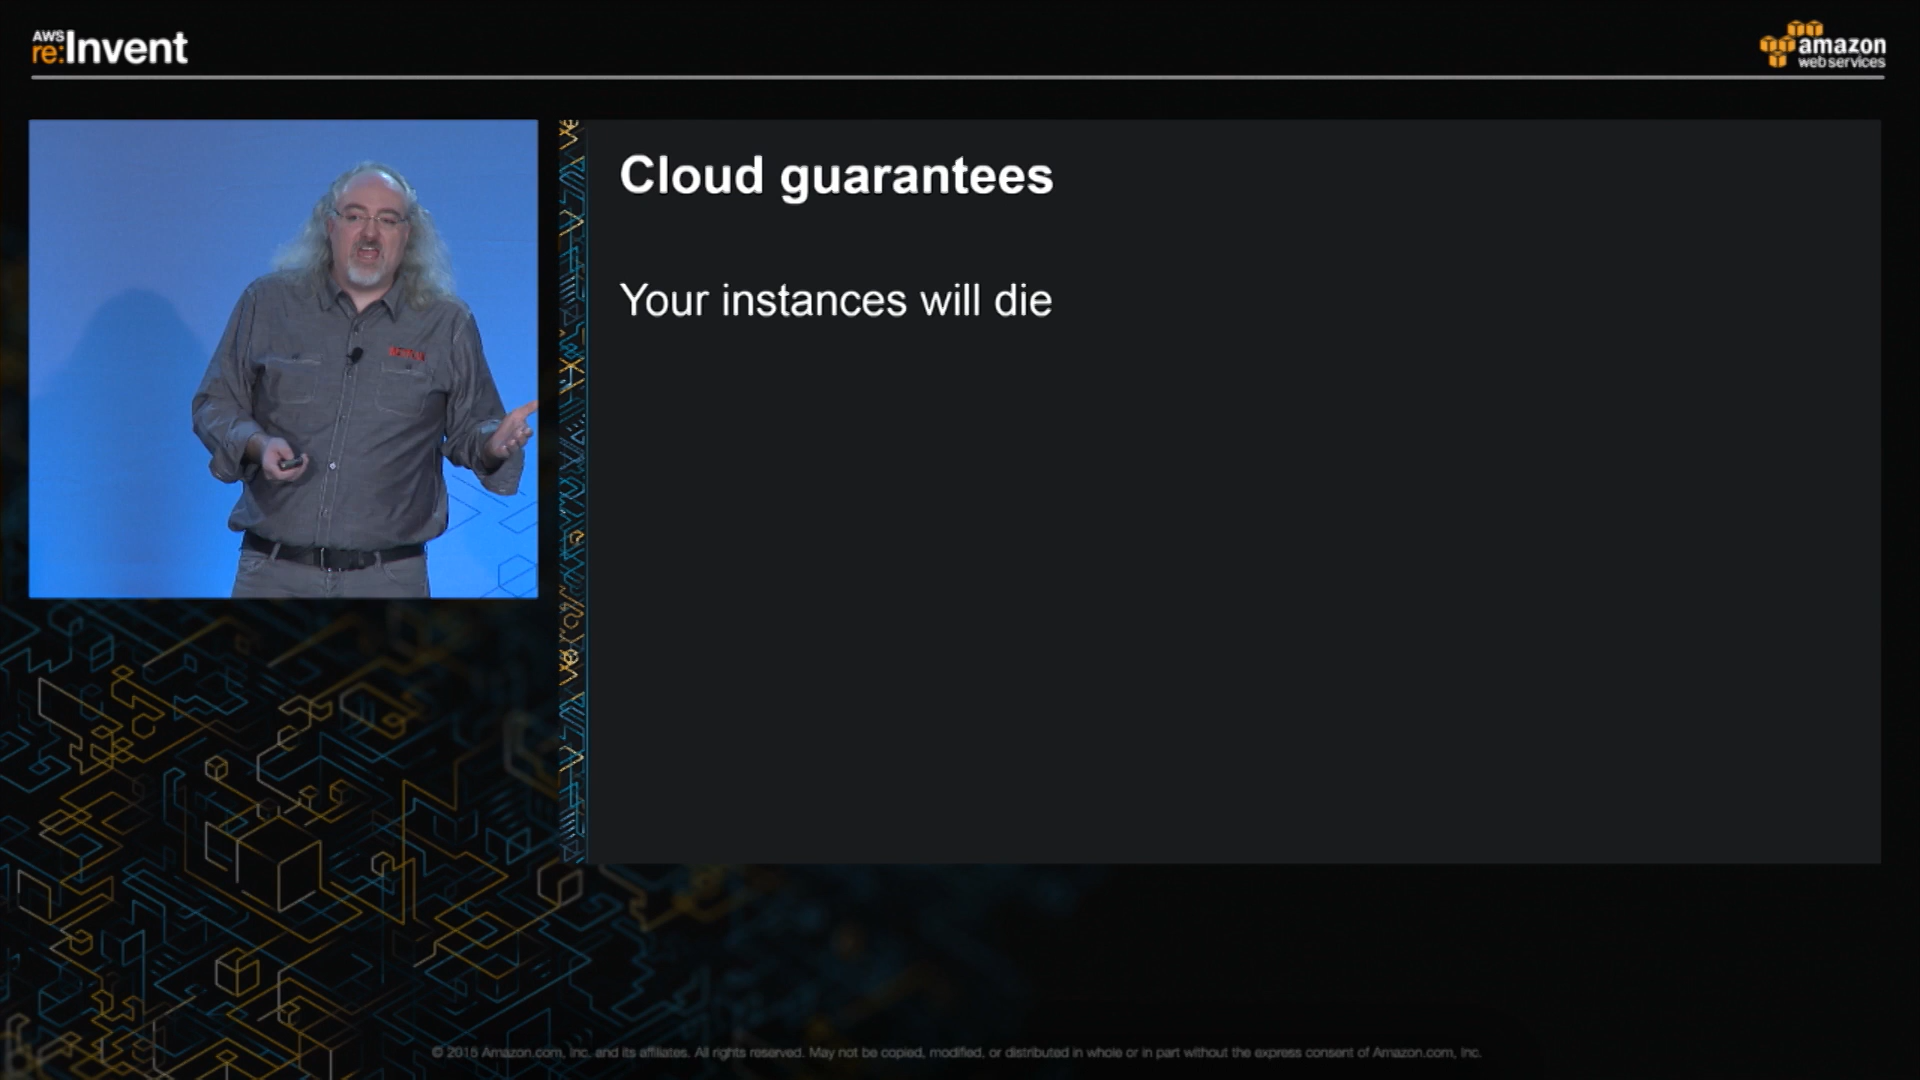 AWS
re:Invent
amazon
web services
Cloud guarantees
Your instances will die
© 2015 Amazon.com, Inc. and its affiliates. All rights reserved. May not be copied, modified, or distributed in whole or in part without the express consent of Amazon.com, Inc.